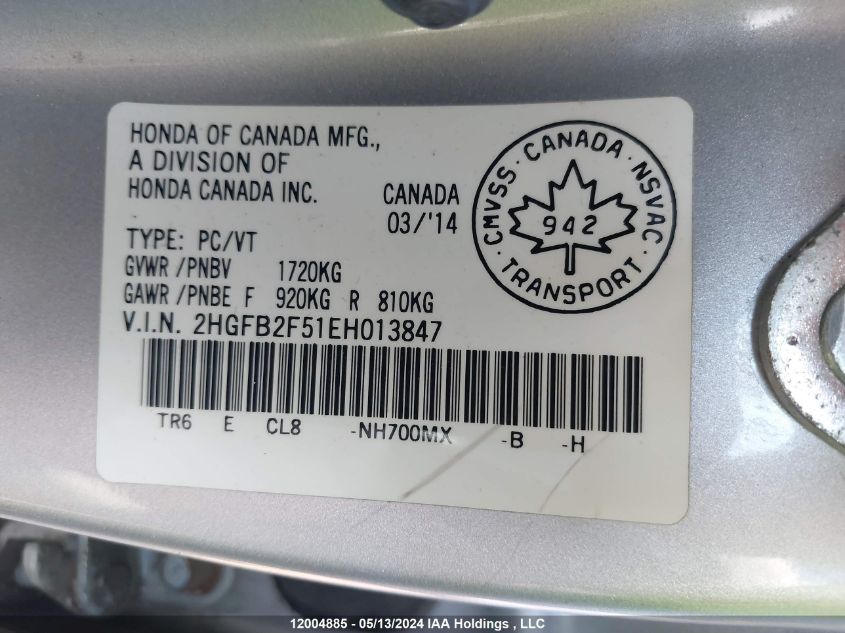 HONDA OF CANADA MFG.,
A DIVISION OF
HONDA CANADA INC.
CANADA
03/'14
TYPE: PC/VT
GVWR/PNBV 1720KG
GAWR/PNBE F 920KG R 810KG
V.I.N. 2HGFB2F51EH013847
TR6 E CL8 -NH700MX -B -H
CMVSS · CANADA · NSVAC
942
· TRANSPORT ·
12004885 - 05/13/2024 IAA Holdings , LLC